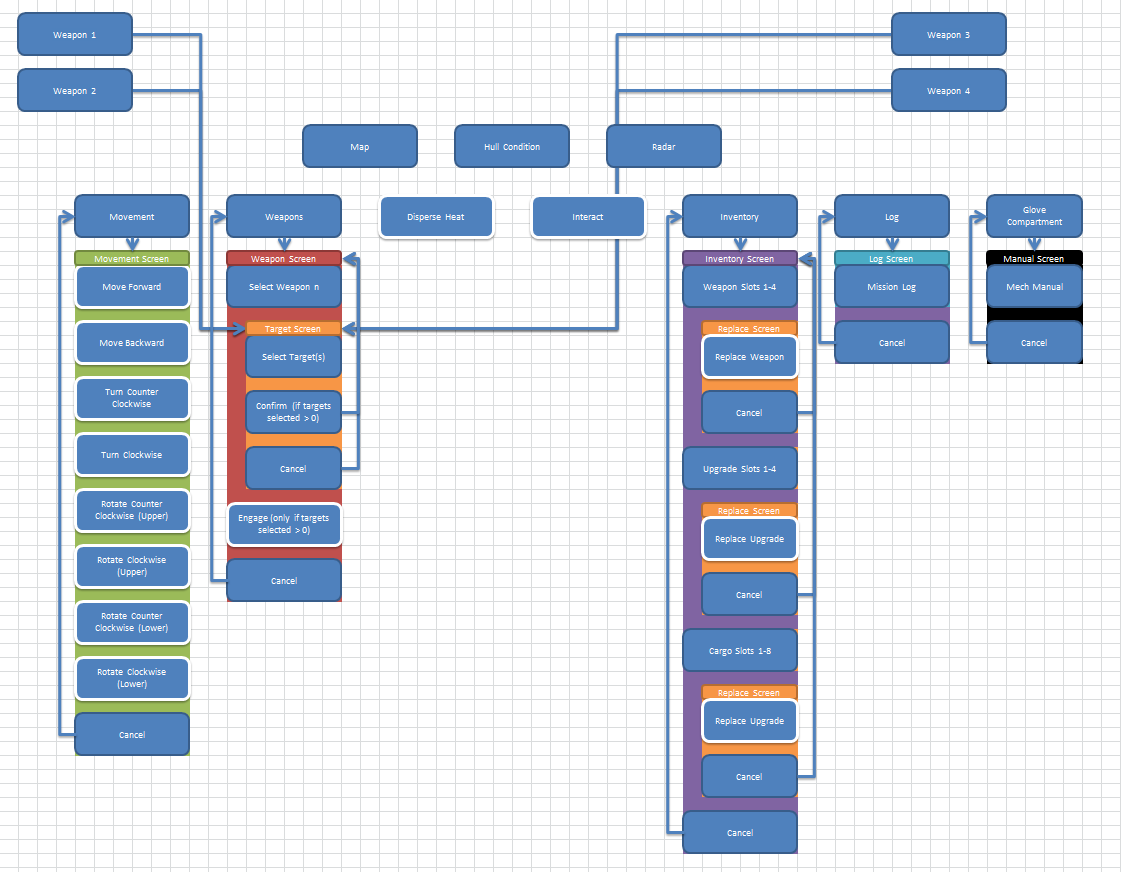 Weapon 1
Weapon 3
Weapon 2
Weapon 4
Map
Hull Condition
Radar
Movement
Weapons
Disperse Heat
Interact
Inventory
Log
Glove
Compartment
Movement Screen
Move Forward
Move Backward
Turn Counter
Clockwise
Turn Clockwise
Rotate Counter
Clockwise (Upper)
Rotate Clockwise
(Upper)
Rotate Counter
Clockwise (Lower)
Rotate Clockwise
(Lower)
Cancel
Weapon Screen
Select Weapon n
Target Screen
Select Target(s)
Confirm (if targets
selected > 0)
Cancel
Engage (only if targets
selected > 0)
Cancel
Inventory Screen
Weapon Slots 1-4
Replace Screen
Replace Weapon
Cancel
Upgrade Slots 1-4
Replace Screen
Replace Upgrade
Cancel
Cargo Slots 1-8
Replace Screen
Replace Upgrade
Cancel
Cancel
Log Screen
Mission Log
Cancel
Manual Screen
Mech Manual
Cancel